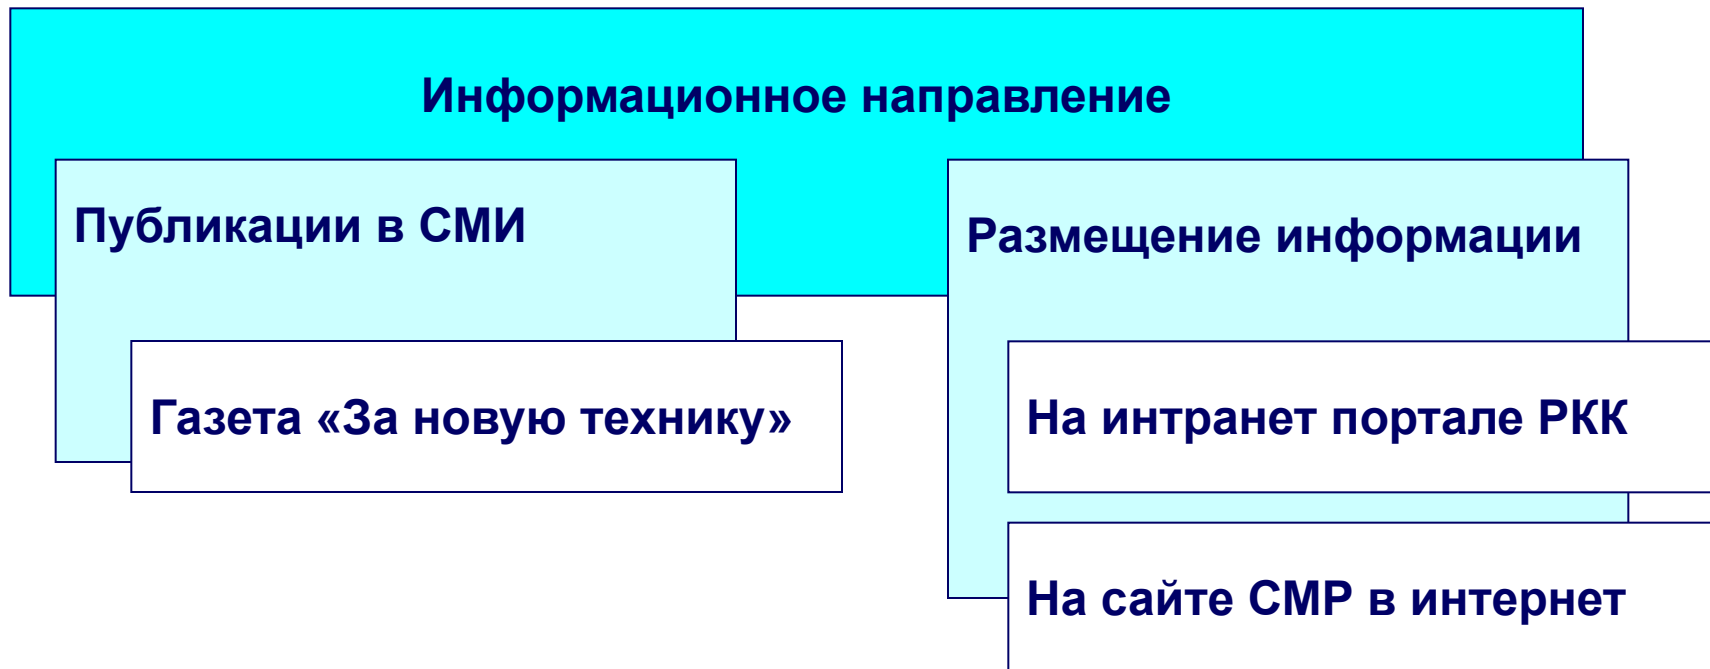 Информационное направление
Публикации в СМИ
Газета «За новую технику»
Размещение информации
На интранет портале РКК
На сайте СМР в интернет